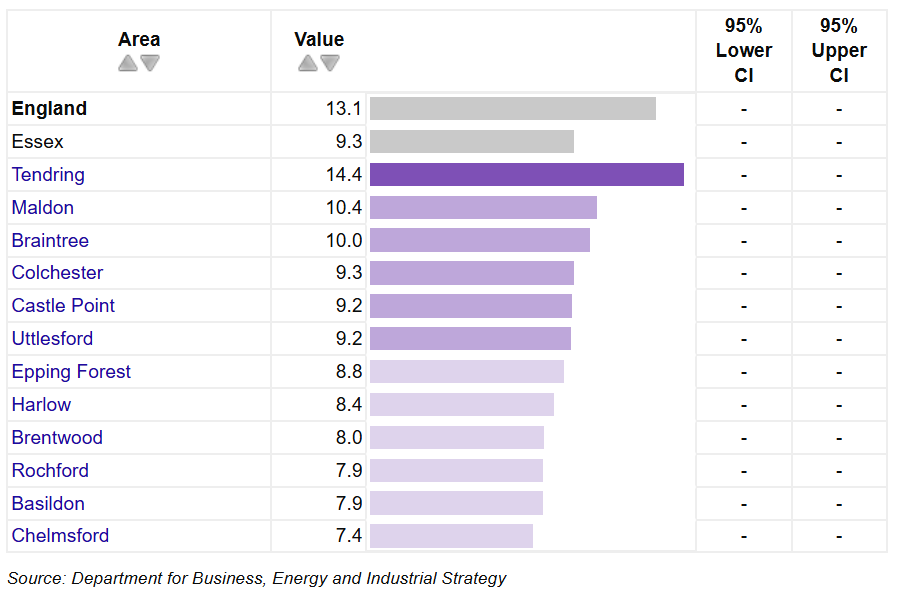 Area Value 95% Lower CI 95% Upper CI
England 13.1 - -
Essex 9.3 - -
Tendring 14.4 - -
Maldon 10.4 - -
Braintree 10.0 - -
Colchester 9.3 - -
Castle Point 9.2 - -
Uttlesford 9.2 - -
Epping Forest 8.8 - -
Harlow 8.4 - -
Brentwood 8.0 - -
Rochford 7.9 - -
Basildon 7.9 - -
Chelmsford 7.4 - -
Source: Department for Business, Energy and Industrial Strategy